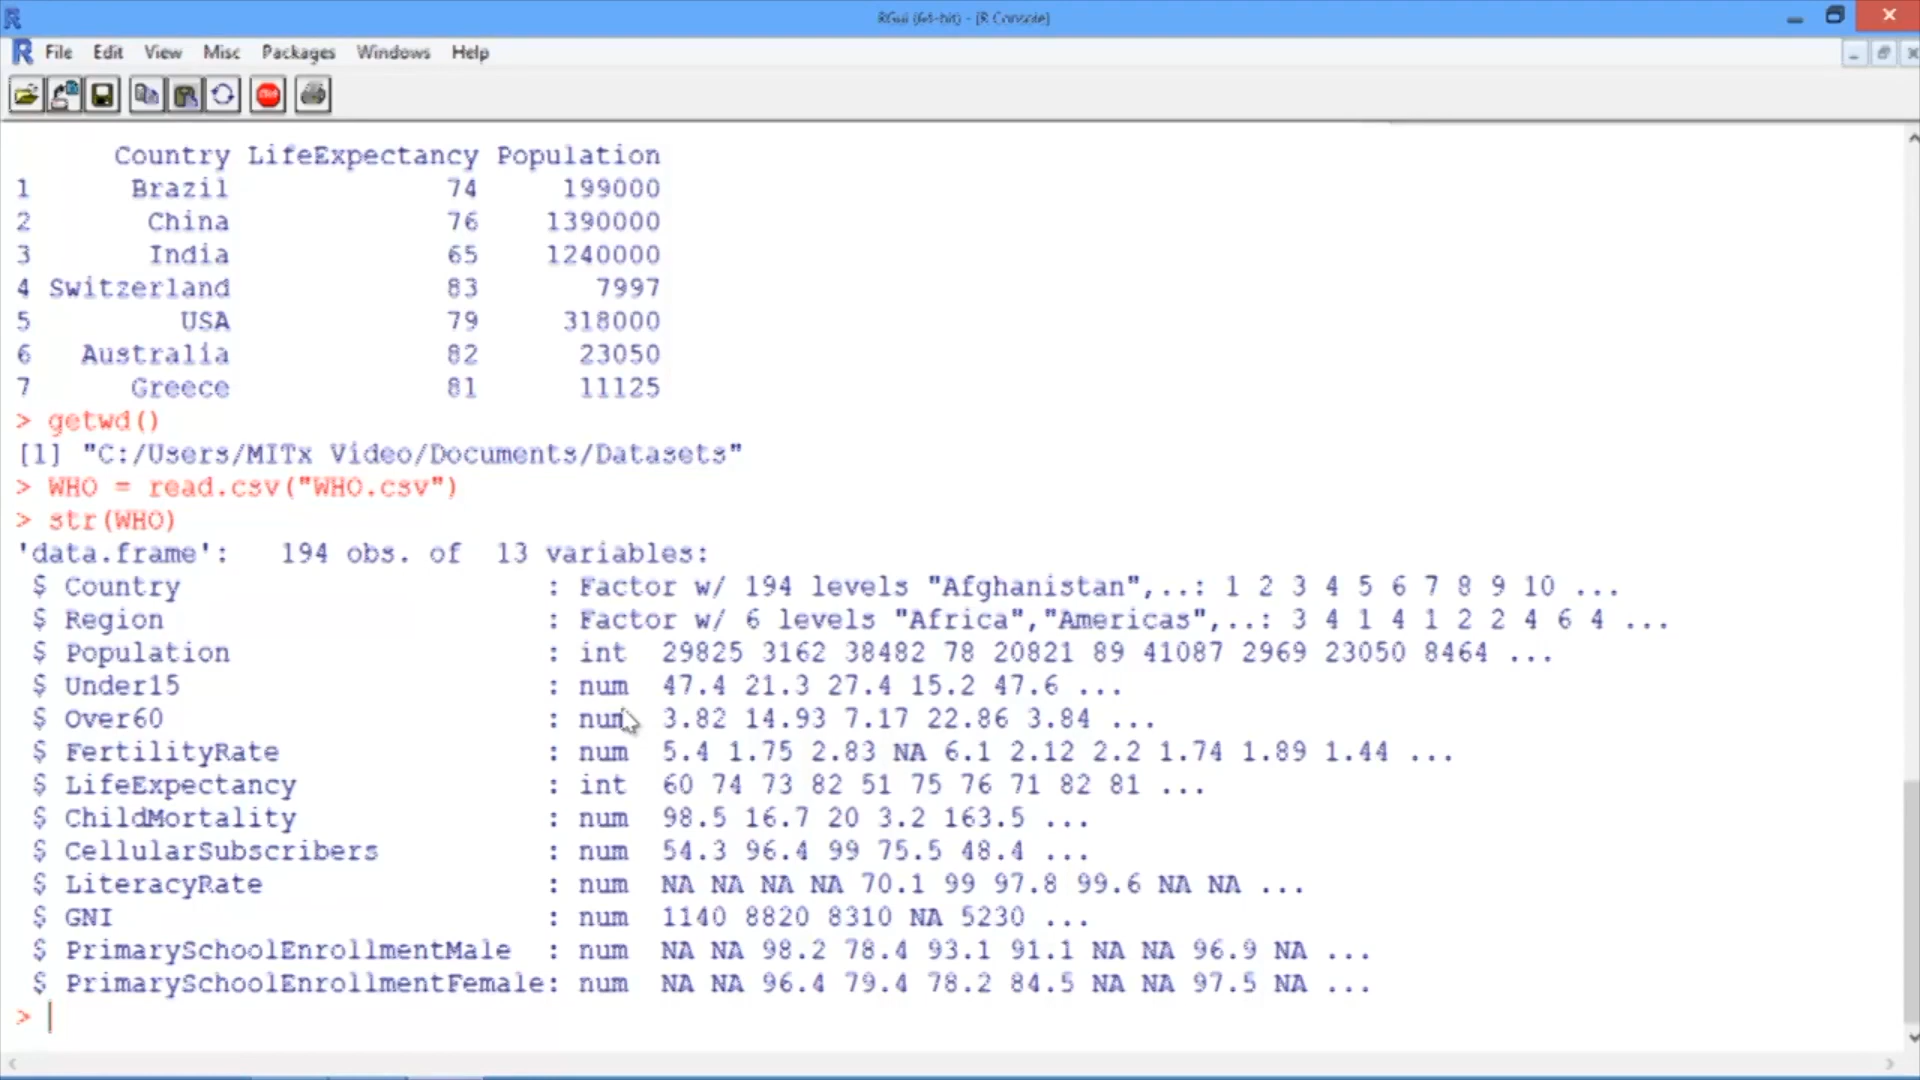 RGui (64-bit) - [R Console]
File Edit View Misc Packages Windows Help
Country LifeExpectancy Population
1 Brazil 74 199000
2 China 76 1390000
3 India 65 1240000
4 Switzerland 83 7997
5 USA 79 318000
6 Australia 82 23050
7 Greece 81 11125
> getwd()
[1] "C:/Users/MITx Video/Documents/Datasets"
> WHO = read.csv("WHO.csv")
> str(WHO)
'data.frame': 194 obs. of 13 variables:
$ Country : Factor w/ 194 levels "Afghanistan",..: 1 2 3 4 5 6 7 8 9 10 ...
$ Region : Factor w/ 6 levels "Africa","Americas",..: 3 4 1 4 1 2 2 4 6 4 ...
$ Population : int 29825 3162 38482 78 20821 89 41087 2969 23050 8464 ...
$ Under15 : num 47.4 21.3 27.4 15.2 47.6 ...
$ Over60 : num 3.82 14.93 7.17 22.86 3.84 ...
$ FertilityRate : num 5.4 1.75 2.83 NA 6.1 2.12 2.2 1.74 1.89 1.44 ...
$ LifeExpectancy : int 60 74 73 82 51 75 76 71 82 81 ...
$ ChildMortality : num 98.5 16.7 20 3.2 163.5 ...
$ CellularSubscribers : num 54.3 96.4 99 75.5 48.4 ...
$ LiteracyRate : num NA NA NA NA 70.1 99 97.8 99.6 NA NA ...
$ GNI : num 1140 8820 8310 NA 5230 ...
$ PrimarySchoolEnrollmentMale : num NA NA 98.2 78.4 93.1 91.1 NA NA 96.9 NA ...
$ PrimarySchoolEnrollmentFemale: num NA NA 96.4 79.4 78.2 84.5 NA NA 97.5 NA ...
>